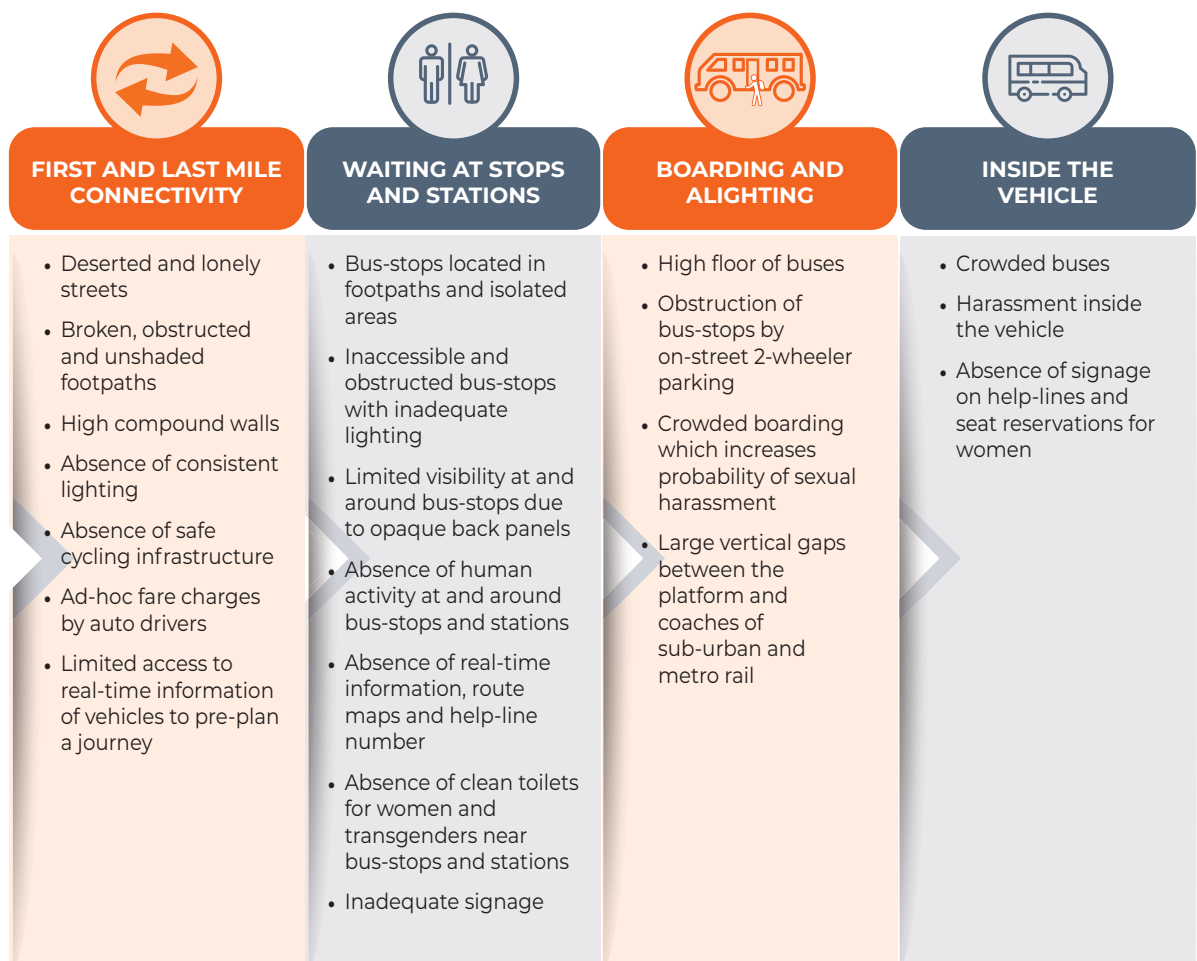 FIRST AND LAST MILE
CONNECTIVITY
• Deserted and lonely
streets
• Broken, obstructed
and unshaded
footpaths
• High compound walls
• Absence of consistent
lighting
• Absence of safe
cycling infrastructure
• Ad-hoc fare charges
by auto drivers
• Limited access to
real-time information
of vehicles to pre-plan
a journey
WAITING AT STOPS
AND STATIONS
• Bus-stops located in
footpaths and isolated
areas
• Inaccessible and
obstructed bus-stops
with inadequate
lighting
• Limited visibility at and
around bus-stops due
to opaque back panels
• Absence of human
activity at and around
bus-stops and stations
• Absence of real-time
information, route
maps and help-line
number
• Absence of clean toilets
for women and
transgenders near
bus-stops and stations
• Inadequate signage
BOARDING AND
ALIGHTING
• High floor of buses
• Obstruction of
bus-stops by
on-street 2-wheeler
parking
• Crowded boarding
which increases
probability of sexual
harassment
• Large vertical gaps
between the
platform and
coaches of
sub-urban and
metro rail
INSIDE THE
VEHICLE
• Crowded buses
• Harassment inside
the vehicle
• Absence of signage
on help-lines and
seat reservations for
women